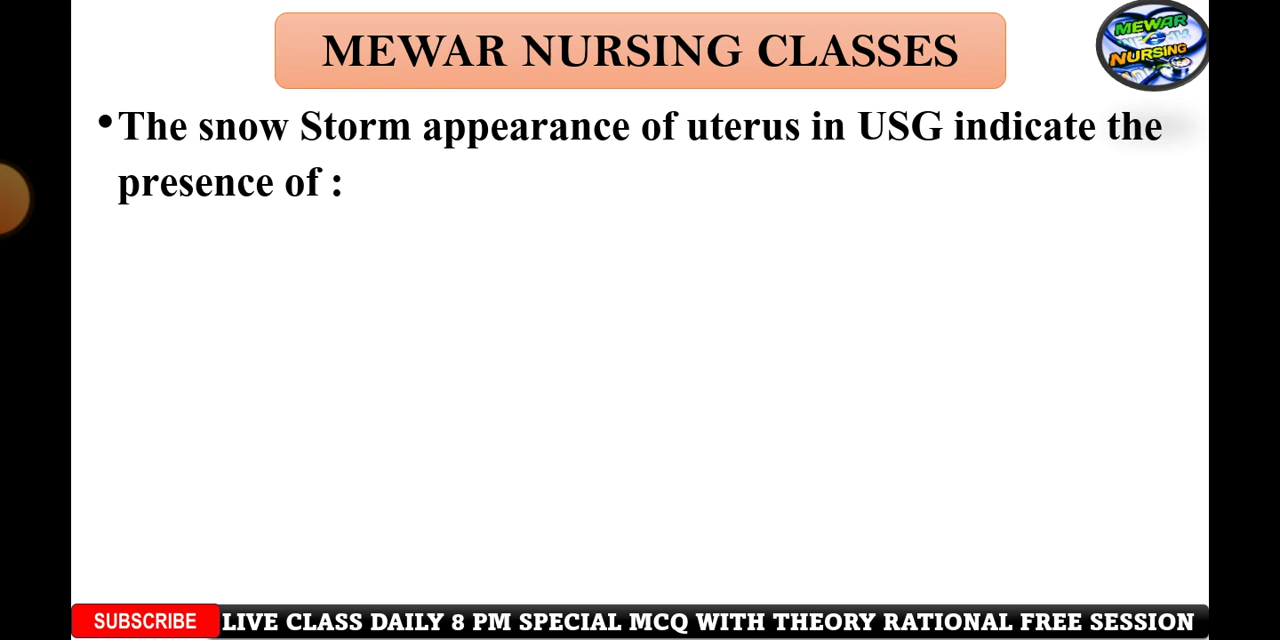 MEWAR NURSING CLASSES
MEWAR
NURSING
•The snow Storm appearance of uterus in USG indicate the
presence of :
SUBSCRIBE LIVE CLASS DAILY 8 PM SPECIAL MCQ WITH THEORY RATIONAL FREE SESSION